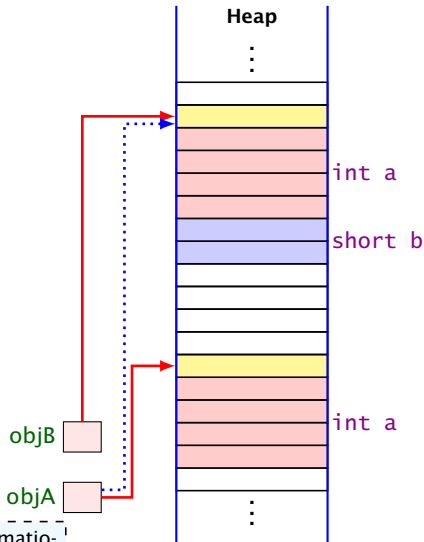 Heap
⋮
int a
short b
int a
objB
objA
⋮